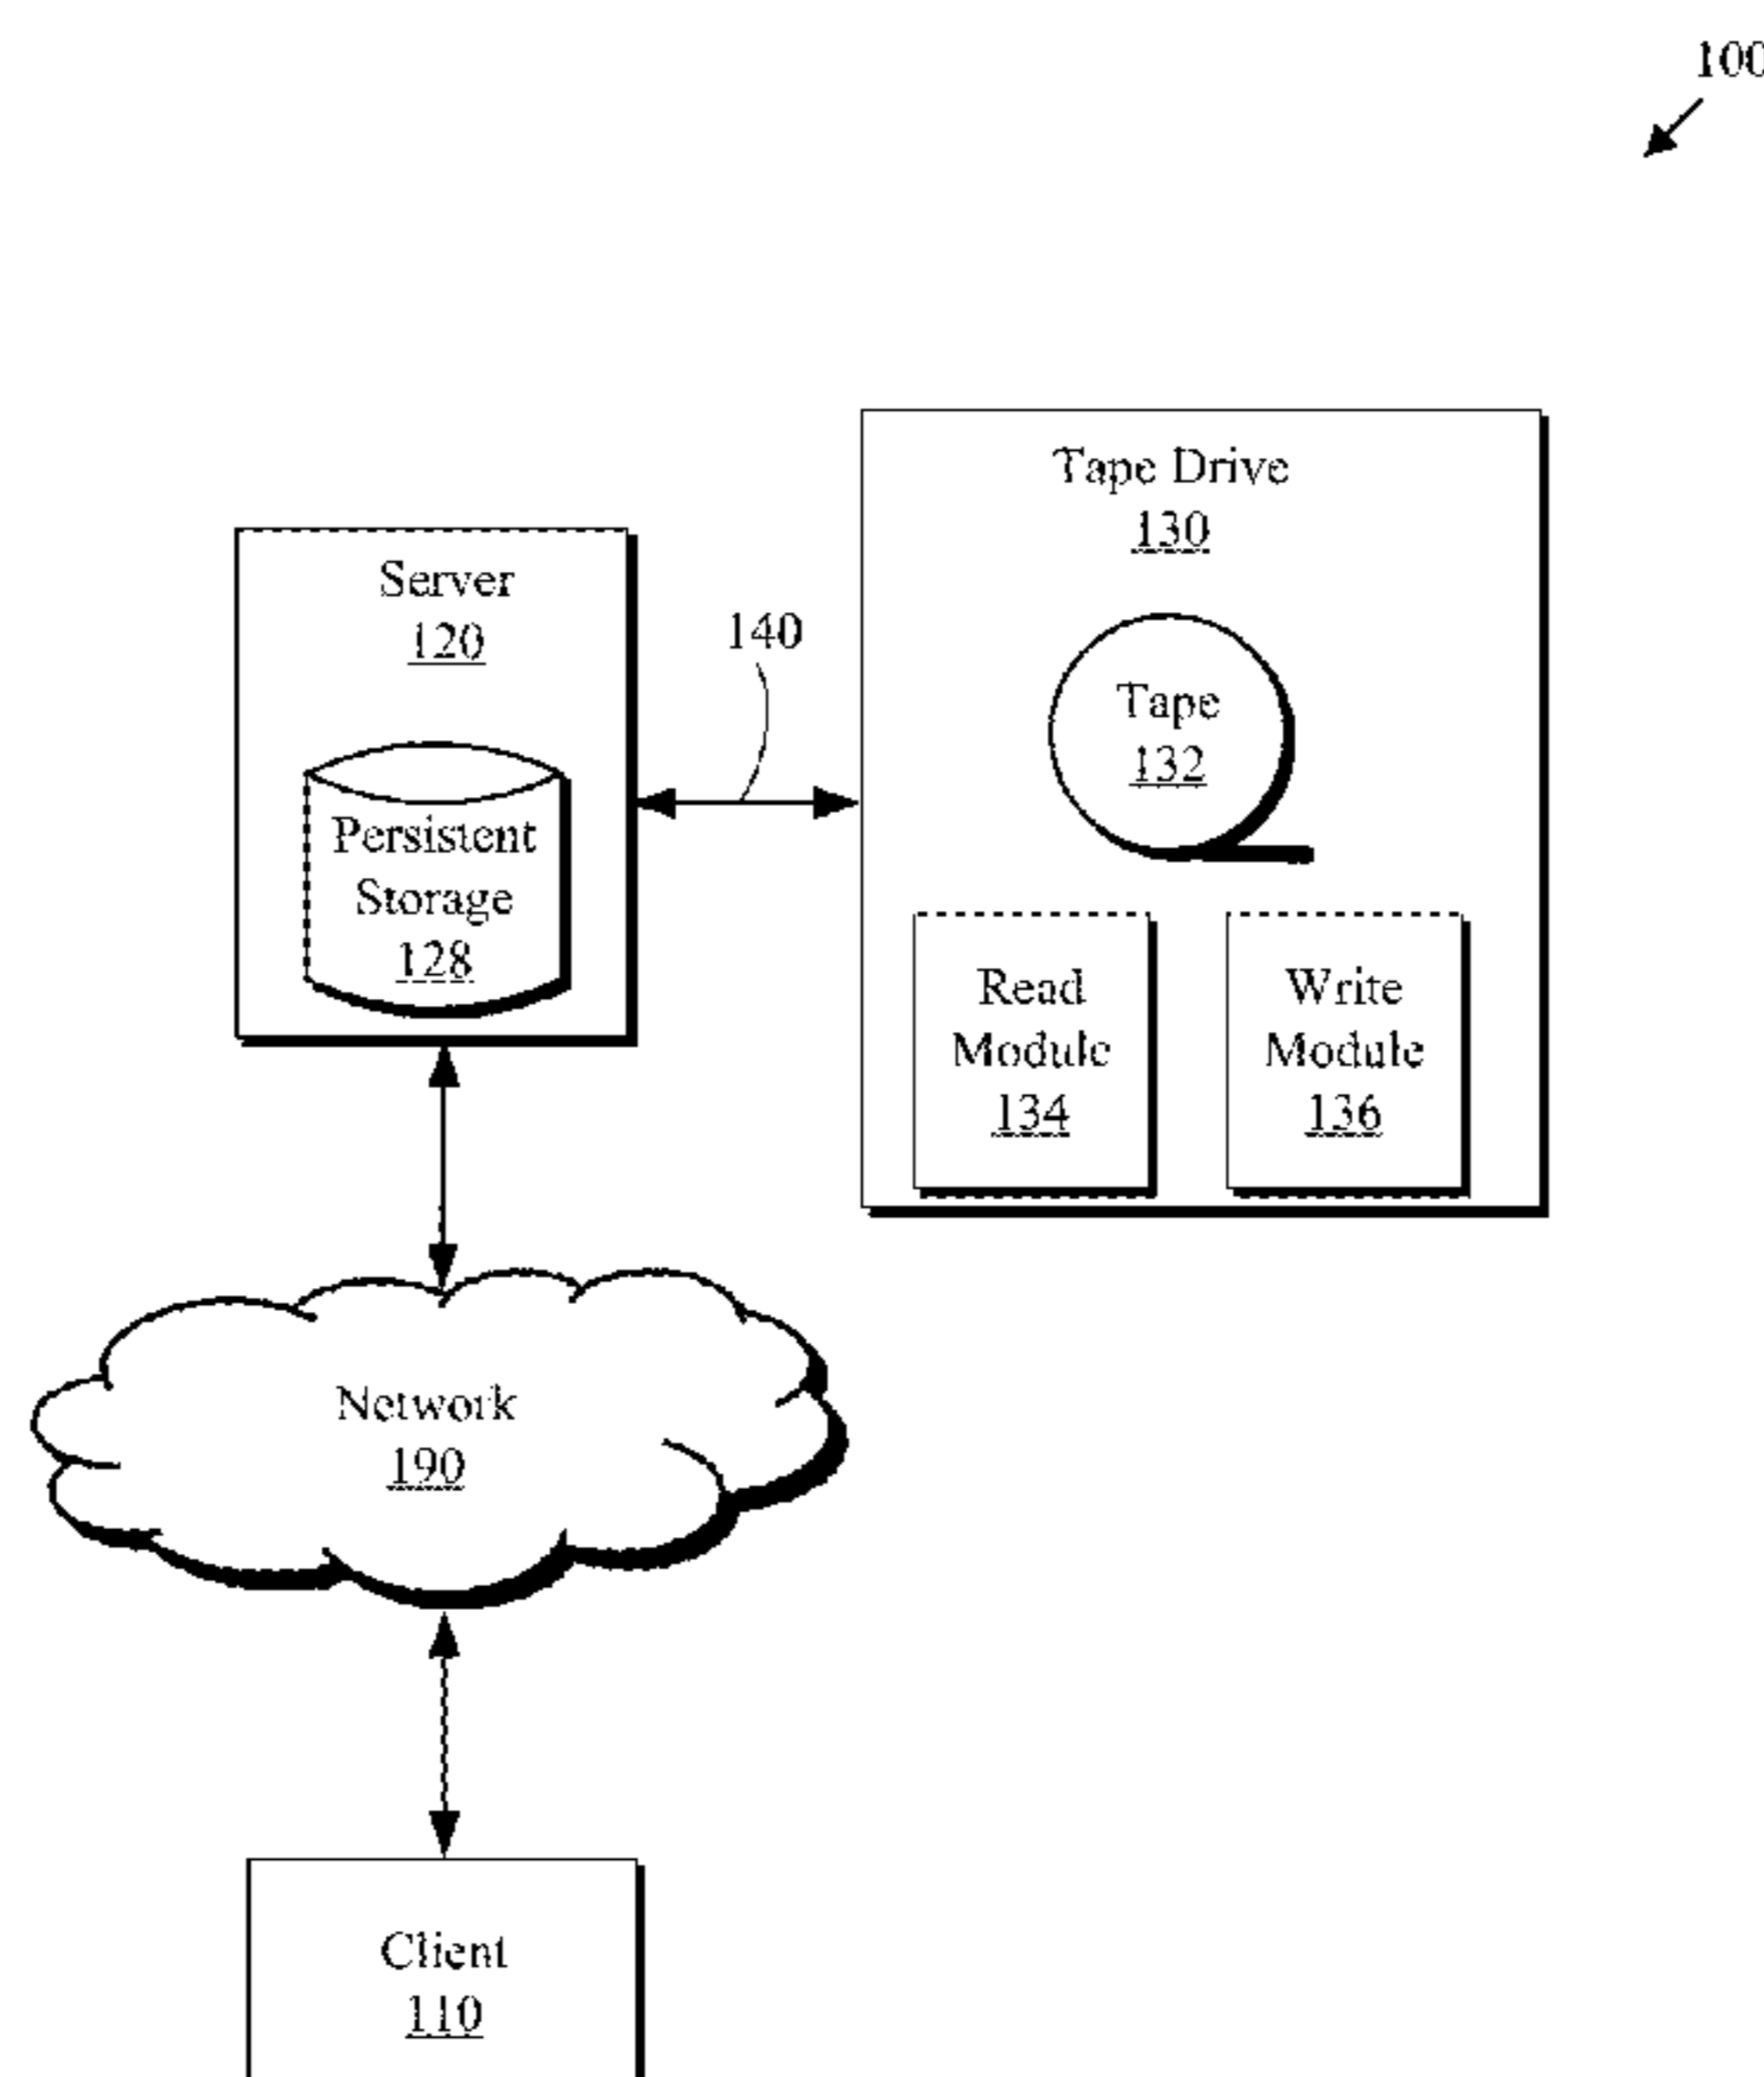 100
Tape Drive
130
Server
120
140
Tape
132
Persistent
Storage
128
Read
Module
134
Write
Module
136
Network
190
Client
110